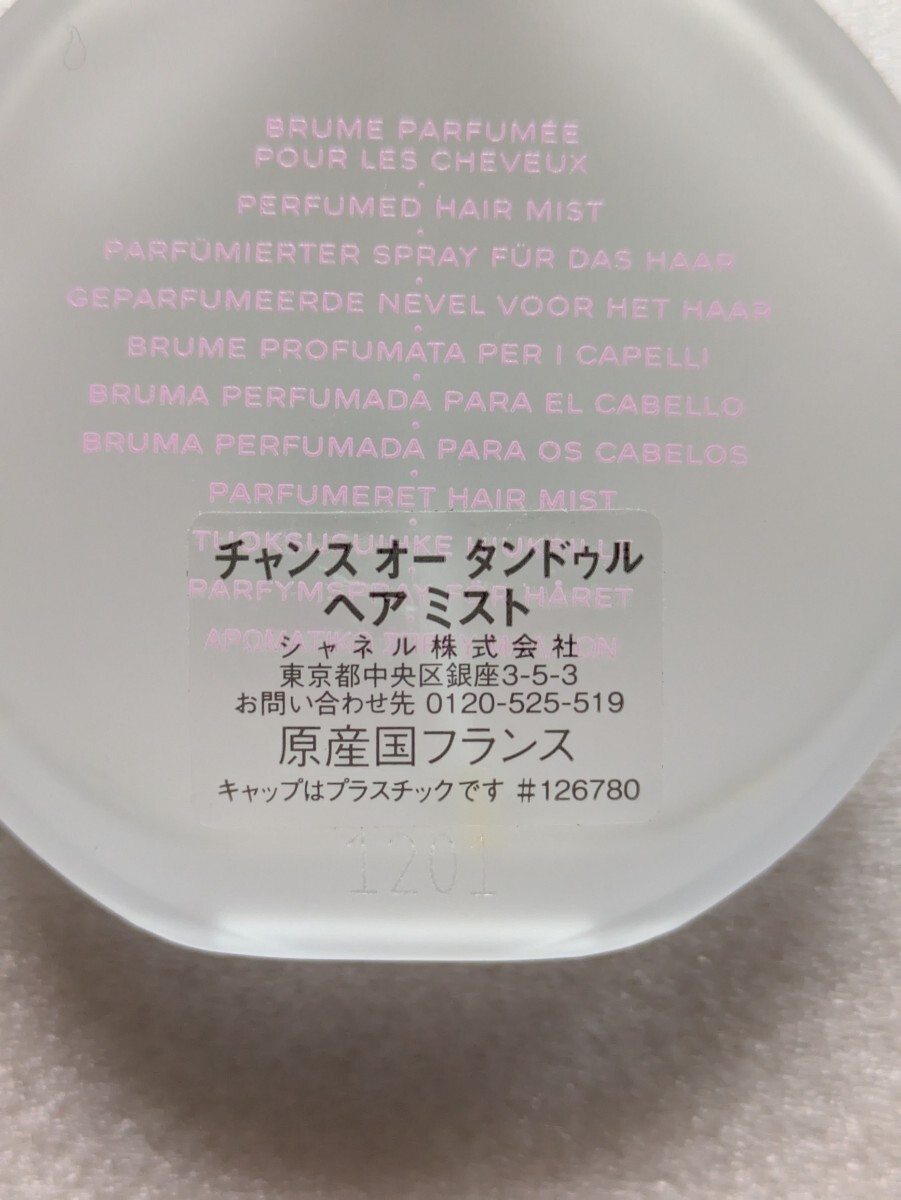 BRUME PARFUMÉE
POUR LES CHEVEUX
PERFUMED HAIR MIST
PARFÜMIERTER SPRAY FÜR DAS HAAR
GEPARFUMEERDE NEVEL VOOR HET HAAR
BRUME PROFUMATA PER I CAPELLI
BRUMA PERFUMADA PARA EL CABELLO
BRUMA PERFUMADA PARA OS CABELOS
PARFUMERET HAIR MIST
チャンス オー タンドゥル
PARFYMSPRAY FÖR HÅRET
ヘア ミスト
シャネル株式会社
東京都中央区銀座3-5-3
お問い合わせ先 0120-525-519
原産国フランス
キャップはプラスチックです #126780
1201